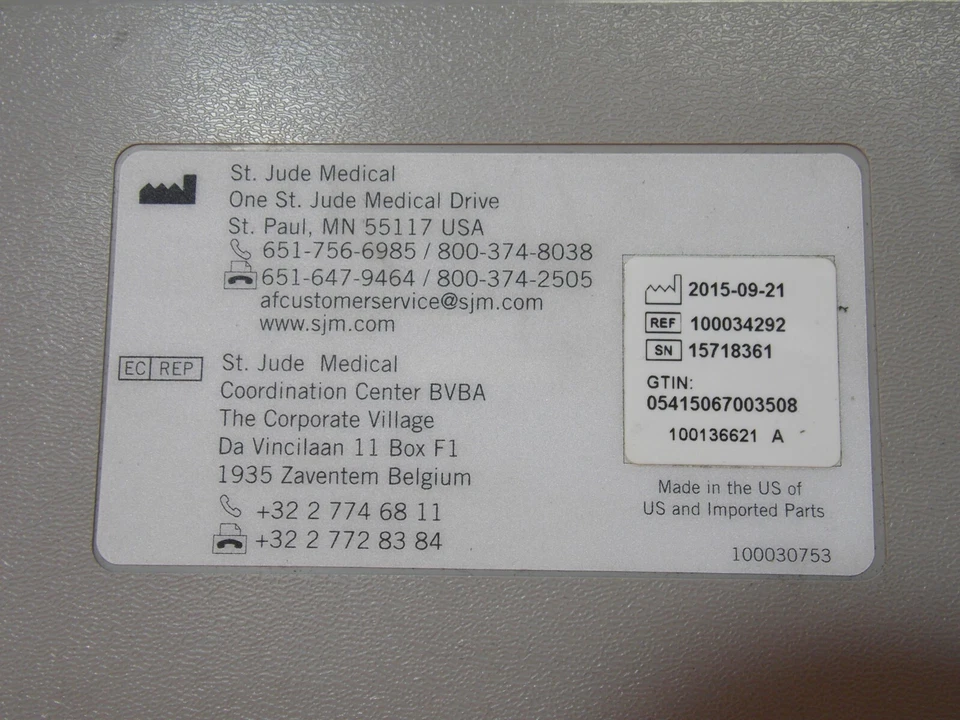 St. Jude Medical
One St. Jude Medical Drive
St. Paul, MN 55117 USA
651-756-6985 / 800-374-8038
651-647-9464 / 800-374-2505
afcustomerservice@sjm.com
www.sjm.com
EC REP
St. Jude Medical
Coordination Center BVBA
The Corporate Village
Da Vincilaan 11 Box F1
1935 Zaventem Belgium
+32 2 774 68 11
+32 2 772 83 84
2015-09-21
REF 100034292
SN 15718361
GTIN:
05415067003508
100136621 A
Made in the US of
US and Imported Parts
100030753